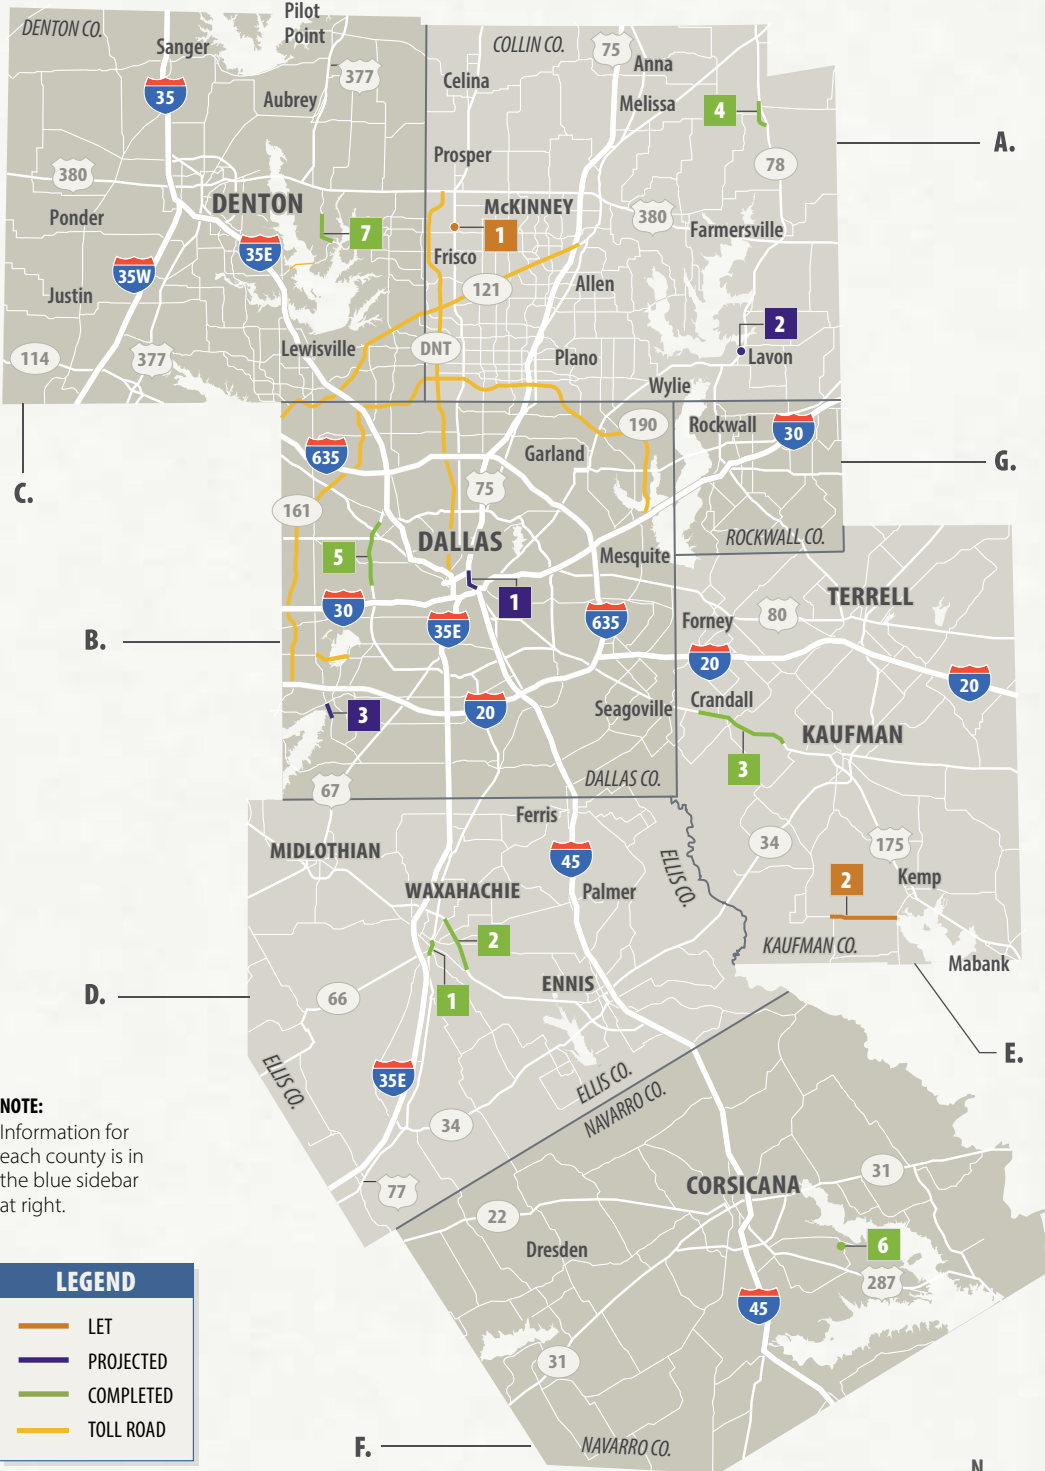 DENTON CO.
Pilot
Point
COLLIN CO.
Sanger
75
Anna
377
Celina
35
Aubrey
Melissa
4
A.
Prosper
78
380
DENTON
McKINNEY
380
Ponder
7
1
Farmersville
35E
Frisco
35W
Allen
Justin
121
2
Lewisville
DNT
Plano
Lavon
114
377
Wylie
190
Rockwall
30
635
Garland
G.
C.
75
161
DALLAS
ROCKWALL CO.
5
Mesquite
TERRELL
30
1
35E
635
Forney
80
B.
20
20
Crandall
3
20
Seagoville
KAUFMAN
3
DALLAS CO.
67
Ferris
MIDLOTHIAN
45
34
175
ELLIS CO.
2
Kemp
WAXAHACHIE
Palmer
2
KAUFMAN CO.
Mabank
ENNIS
D.
66
1
E.
35E
ELLIS CO.
ELLIS CO.
NAVARRO CO.
NOTE:
Information for
each county is in
the blue sidebar
at right.
34
77
CORSICANA
31
22
Dresden
6
287
LEGEND
LET
PROJECTED
COMPLETED
TOLL ROAD
45
31
F.
NAVARRO CO.
N